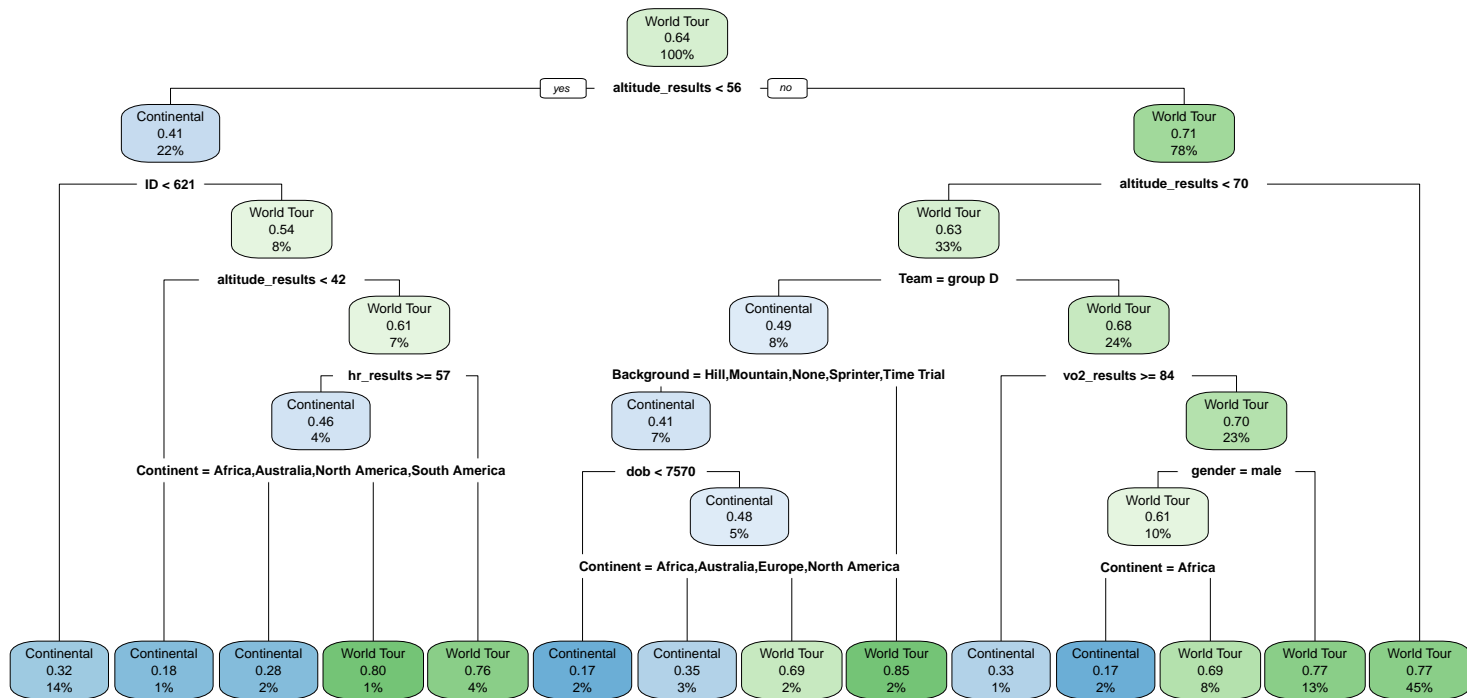 World Tour
0.64
100%
yes
altitude_results < 56
no
Continental
0.41
22%
World Tour
0.71
78%
ID < 621
altitude_results < 70
World Tour
0.54
8%
World Tour
0.63
33%
altitude_results < 42
Team = group D
World Tour
0.61
7%
Continental
0.49
8%
World Tour
0.68
24%
hr_results >= 57
Background = Hill,Mountain,None,Sprinter,Time Trial
vo2_results >= 84
Continental
0.46
4%
Continental
0.41
7%
World Tour
0.70
23%
Continent = Africa,Australia,North America,South America
dob < 7570
gender = male
Continental
0.48
5%
World Tour
0.61
10%
Continent = Africa,Australia,Europe,North America
Continent = Africa
Continental
0.32
14%
Continental
0.18
1%
Continental
0.28
2%
World Tour
0.80
1%
World Tour
0.76
4%
Continental
0.17
2%
Continental
0.35
3%
World Tour
0.69
2%
World Tour
0.85
2%
Continental
0.33
1%
Continental
0.17
2%
World Tour
0.69
8%
World Tour
0.77
13%
World Tour
0.77
45%